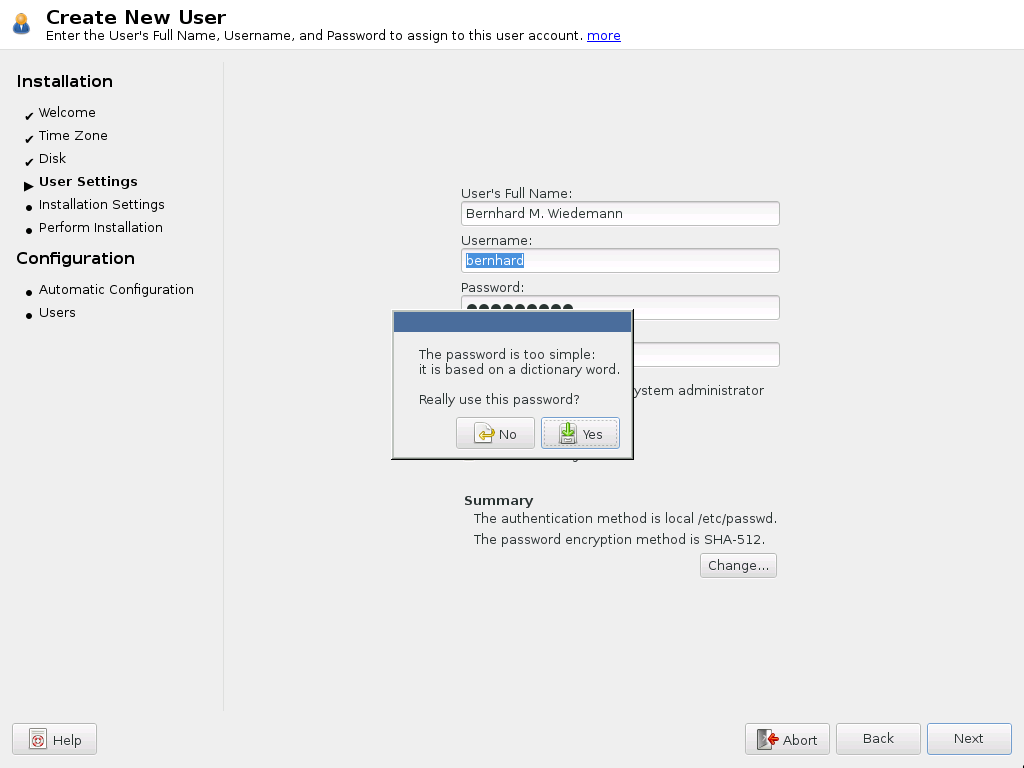 Create New User
Enter the User's Full Name, Username, and Password to assign to this user account. more
Installation
Welcome
Time Zone
Disk
User Settings
Installation Settings
Perform Installation
Configuration
Automatic Configuration
Users
User's Full Name:
Bernhard M. Wiedemann
Username:
bernhard
Password:
ystem administrator
The password is too simple:
it is based on a dictionary word.
Really use this password?
No
Yes
Summary
The authentication method is local /etc/passwd.
The password encryption method is SHA-512.
Change...
Help
Abort
Back
Next